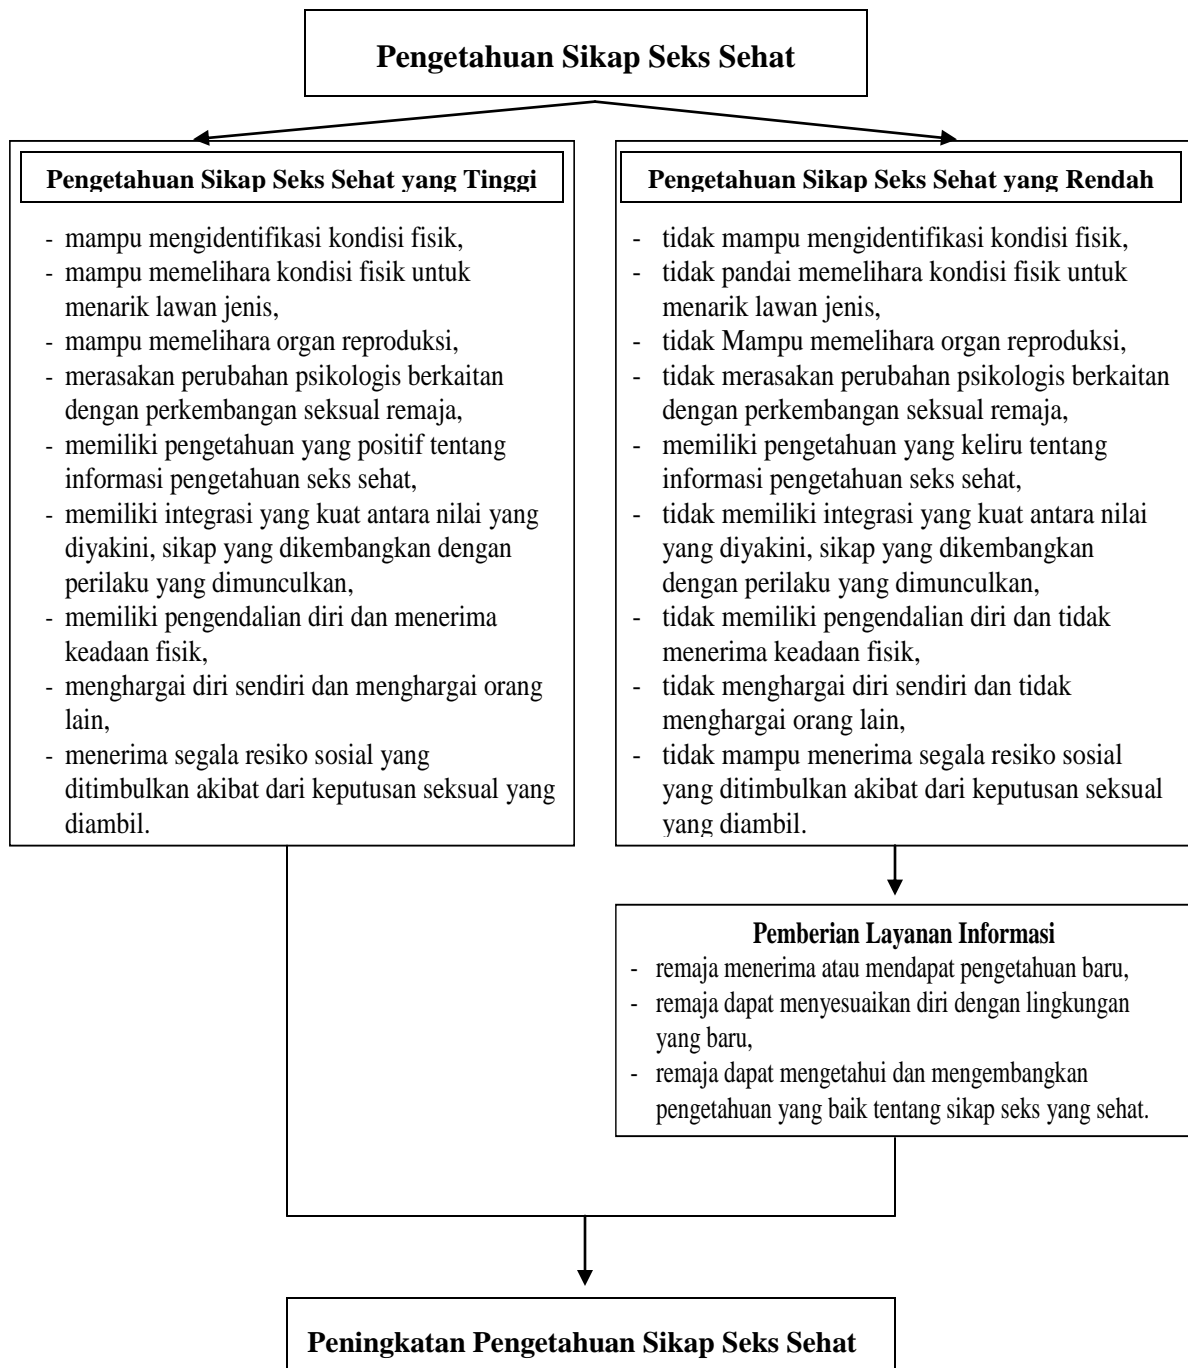 Pengetahuan Sikap Seks Sehat
Pengetahuan Sikap Seks Sehat yang Tinggi
- mampu mengidentifikasi kondisi fisik,
- mampu memelihara kondisi fisik untuk
menarik lawan jenis,
- mampu memelihara organ reproduksi,
- merasakan perubahan psikologis berkaitan
dengan perkembangan seksual remaja,
- memiliki pengetahuan yang positif tentang
informasi pengetahuan seks sehat,
- memiliki integrasi yang kuat antara nilai yang
diyakini, sikap yang dikembangkan dengan
perilaku yang dimunculkan,
- memiliki pengendalian diri dan menerima
keadaan fisik,
- menghargai diri sendiri dan menghargai orang
lain,
- menerima segala resiko sosial yang
ditimbulkan akibat dari keputusan seksual yang
diambil.
Pengetahuan Sikap Seks Sehat yang Rendah
- tidak mampu mengidentifikasi kondisi fisik,
- tidak pandai memelihara kondisi fisik untuk
menarik lawan jenis,
- tidak Mampu memelihara organ reproduksi,
- tidak merasakan perubahan psikologis berkaitan
dengan perkembangan seksual remaja,
- memiliki pengetahuan yang keliru tentang
informasi pengetahuan seks sehat,
- tidak memiliki integrasi yang kuat antara nilai
yang diyakini, sikap yang dikembangkan
dengan perilaku yang dimunculkan,
- tidak memiliki pengendalian diri dan tidak
menerima keadaan fisik,
- tidak menghargai diri sendiri dan tidak
menghargai orang lain,
- tidak mampu menerima segala resiko sosial
yang ditimbulkan akibat dari keputusan seksual
yang diambil.
Pemberian Layanan Informasi
- remaja menerima atau mendapat pengetahuan baru,
- remaja dapat menyesuaikan diri dengan lingkungan
yang baru,
- remaja dapat mengetahui dan mengembangkan
pengetahuan yang baik tentang sikap seks yang sehat.
Peningkatan Pengetahuan Sikap Seks Sehat